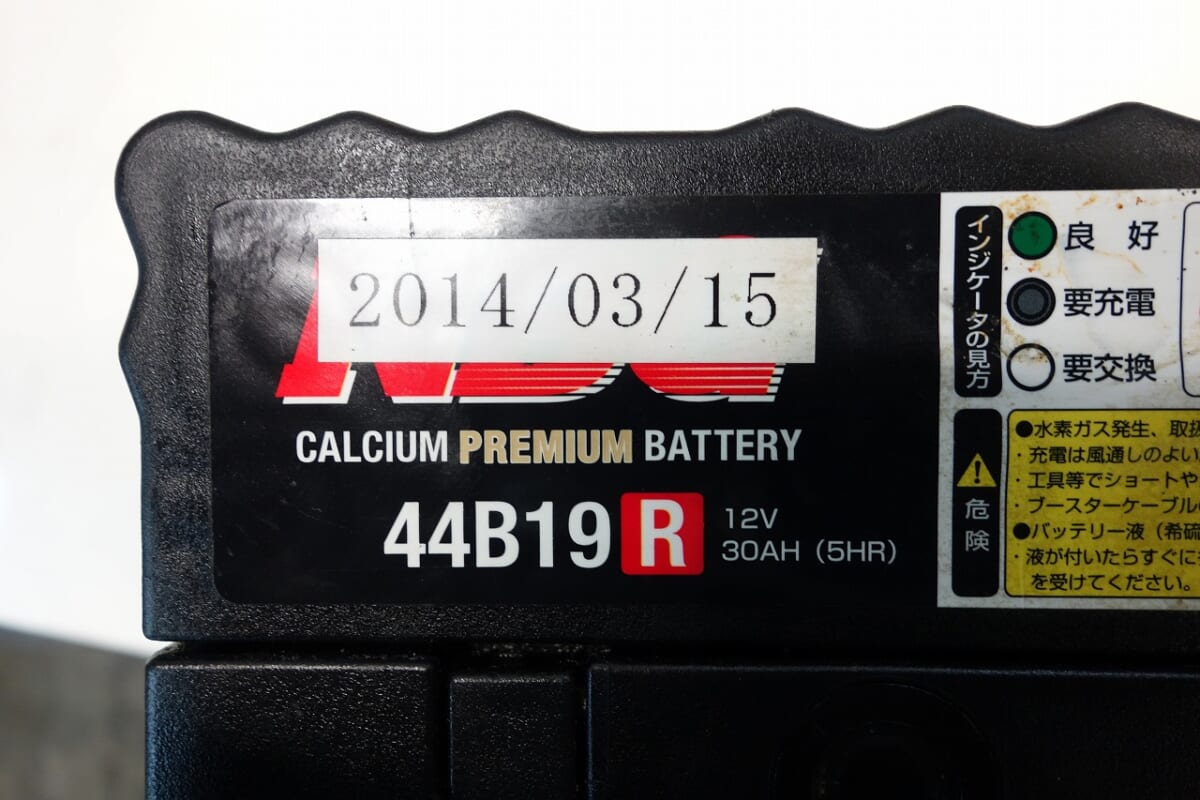 2014/03/15
CALCIUM PREMIUM BATTERY
44B19 R
12V
30AH (5HR)
インジケータの見方
良 好
要充電
要交換
危険
●水素ガス発生、取扱
・充電は風通しのよい
・工具等でショートや
・ブースターケーブル
●バッテリー液（希硫
・液が付いたらすぐに
を受けてください。